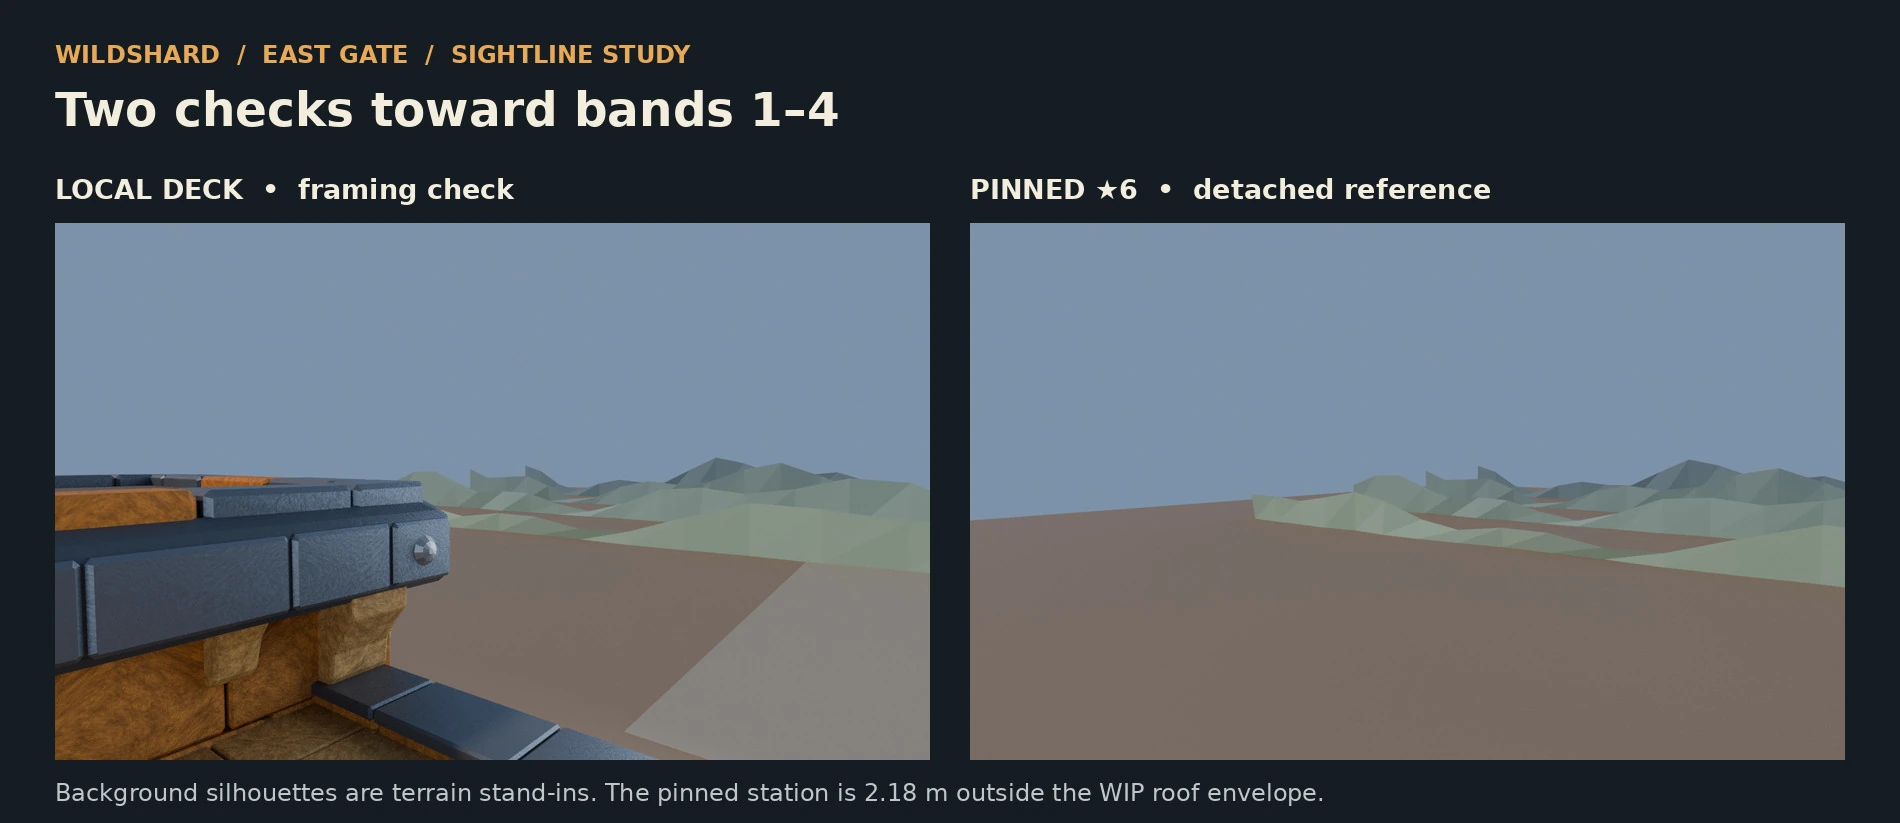 WILDSHARD / EAST GATE / SIGHTLINE STUDY
Two checks toward bands 1–4
LOCAL DECK • framing check
PINNED ★6 • detached reference
Background silhouettes are terrain stand-ins. The pinned station is 2.18 m outside the WIP roof envelope.